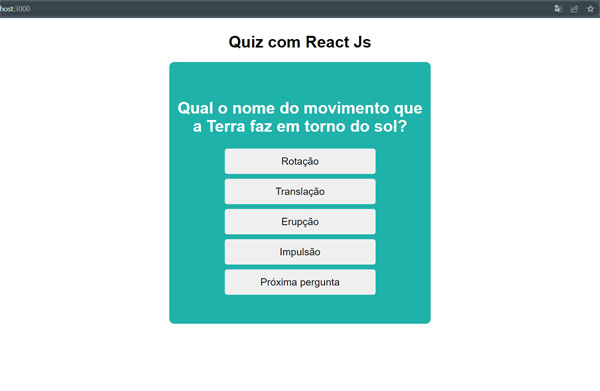 host:3000
Quiz com React Js
Qual o nome do movimento que
a Terra faz em torno do sol?
Rotação
Translação
Erupção
Impulsão
Próxima pergunta